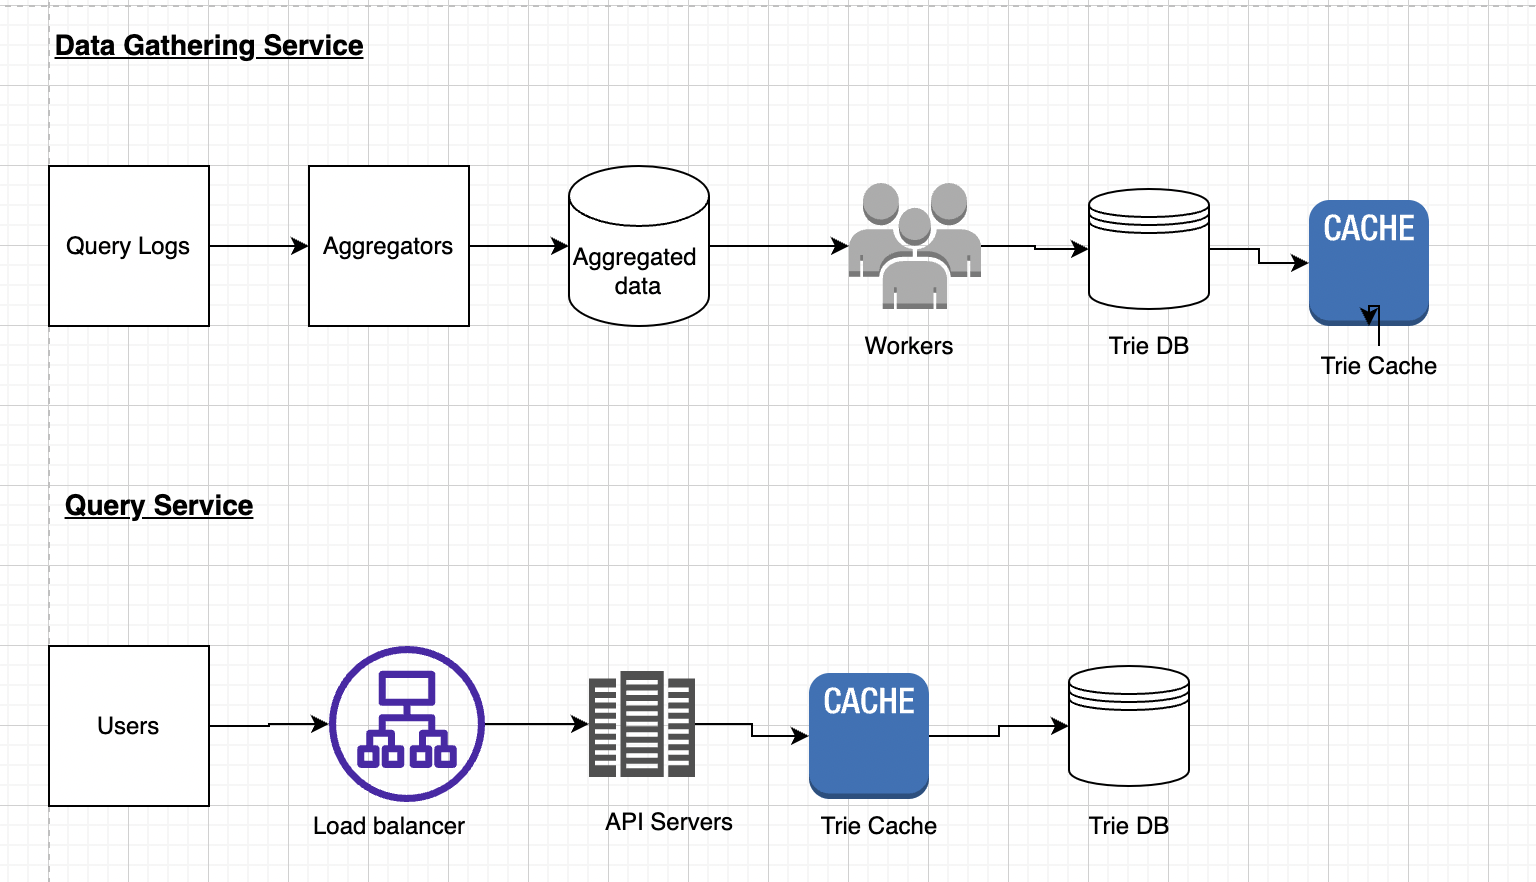 Data Gathering Service
Query Logs
Aggregators
Aggregated
data
Workers
Trie DB
CACHE
Trie Cache
Query Service
Users
Load balancer
API Servers
CACHE
Trie Cache
Trie DB